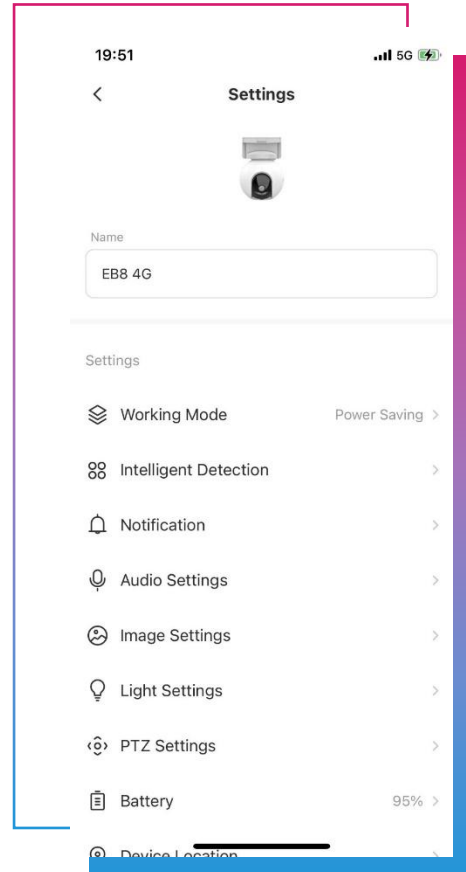 19:51 5G
Settings
Name
EB8 4G
Settings
Working Mode Power Saving
Intelligent Detection
Notification
Audio Settings
Image Settings
Light Settings
PTZ Settings
Battery 95%
Device Location